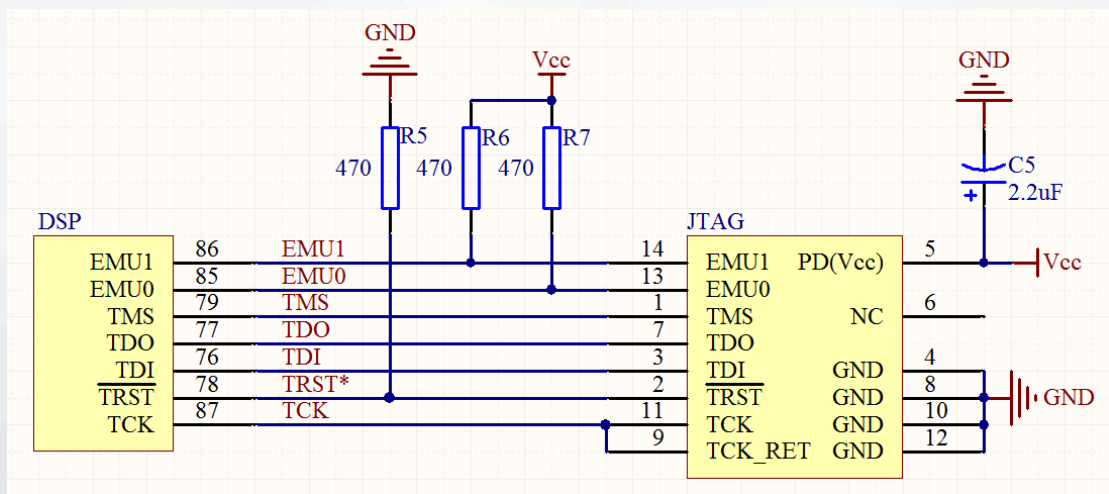 GND
Vcc
GND
R5
R6
R7
470
470
470
C5
+
2.2uF
DSP
JTAG
EMU1 86 EMU1 14 EMU1 PD(Vcc) 5 Vcc
EMU0 85 EMU0 13 EMU0
TMS 79 TMS 1 TMS NC 6
TDO 77 TDO 7 TDO
TDI 76 TDI 3 TDI GND 4
TRST 78 TRST* 2 TRST GND 8 GND
TCK 87 TCK 11 TCK GND 10
9 TCK_RET GND 12